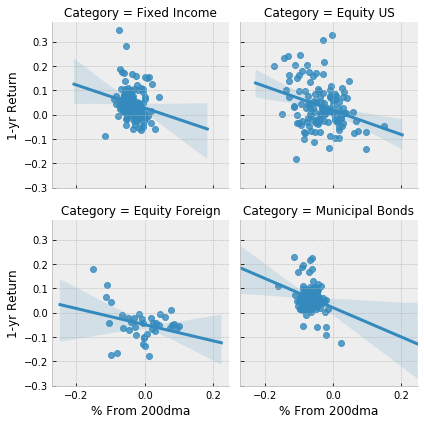 Category = Fixed Income
Category = Equity US
1-yr Return
0.3
0.2
0.1
0.0
−0.1
−0.2
−0.3
Category = Equity Foreign
Category = Municipal Bonds
1-yr Return
0.3
0.2
0.1
0.0
−0.1
−0.2
−0.3
−0.2
0.0
0.2
−0.2
0.0
0.2
% From 200dma
% From 200dma